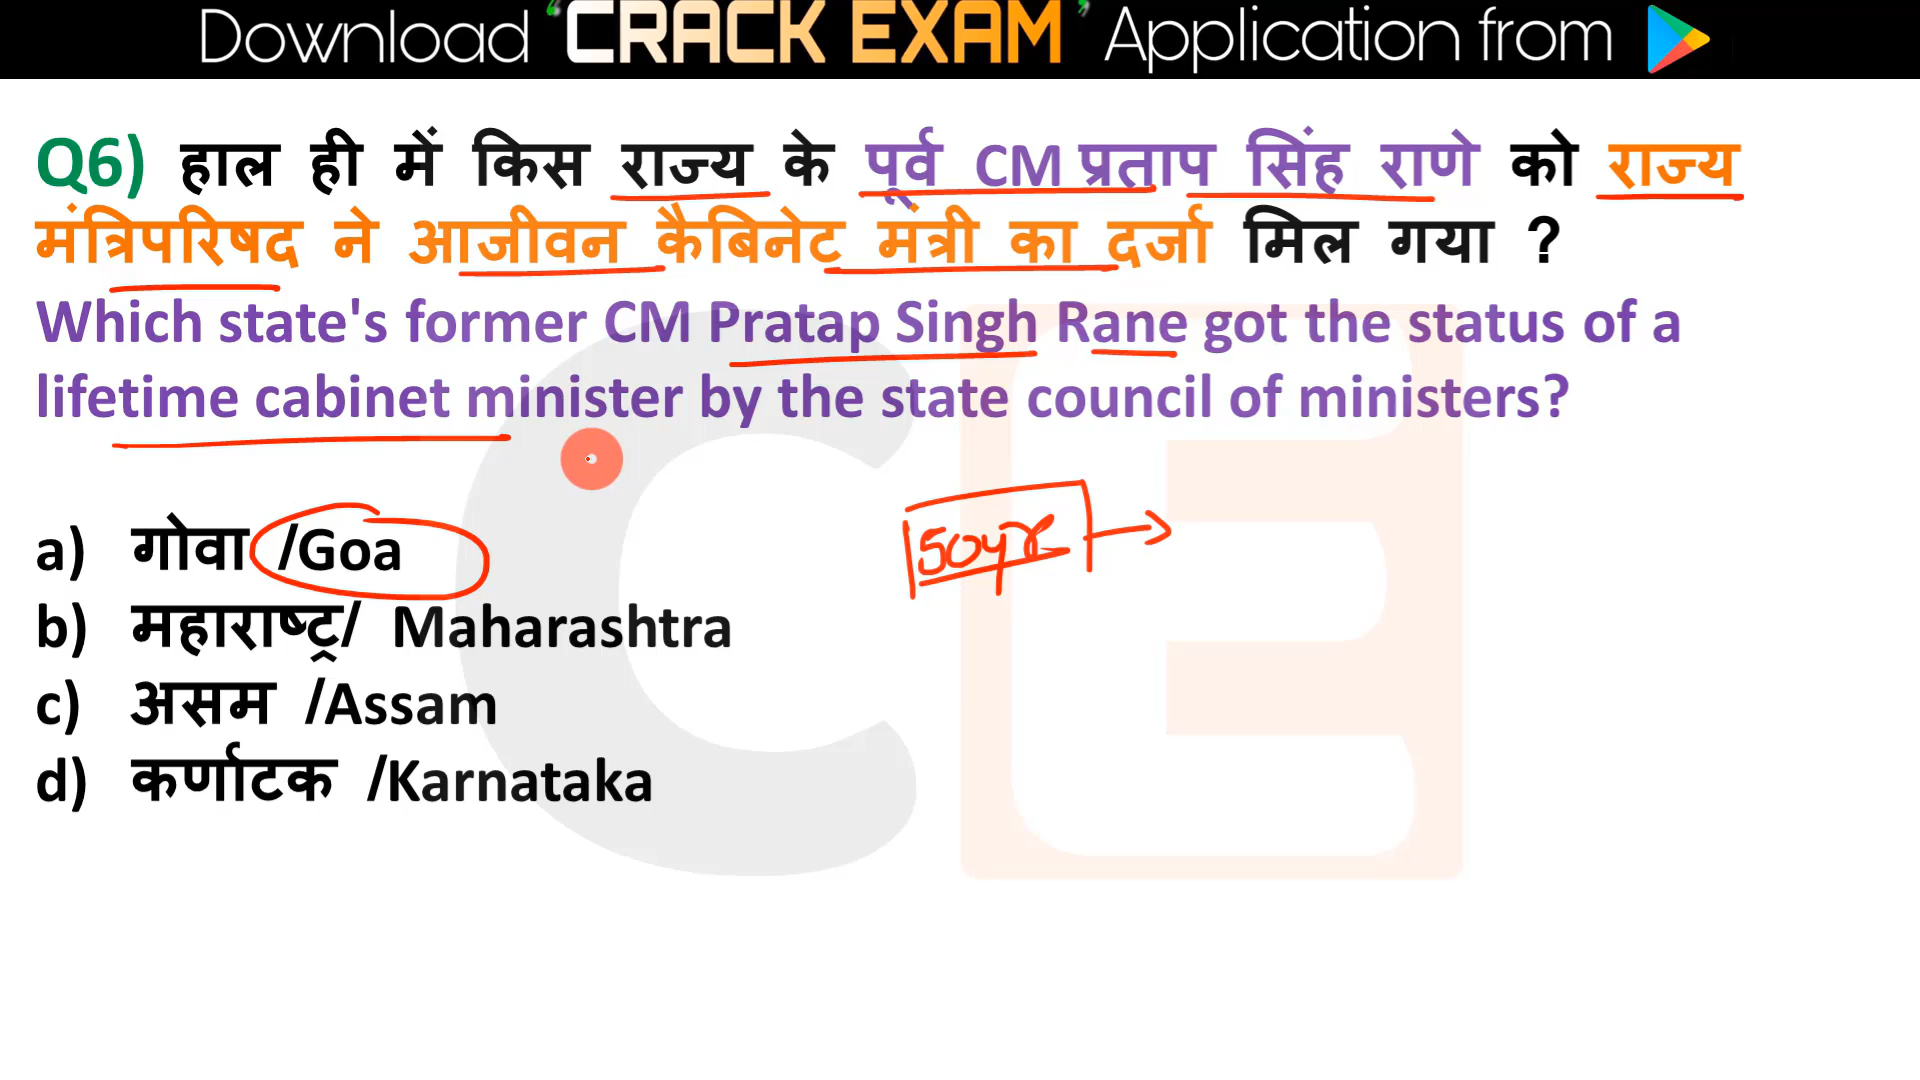 Download ‘CRACK EXAM’ Application from
Q6) हाल ही में किस राज्य के पूर्व CM प्रताप सिंह राणे को राज्य
मंत्रिपरिषद ने आजीवन कैबिनेट मंत्री का दर्जा मिल गया ?
Which state's former CM Pratap Singh Rane got the status of a
lifetime cabinet minister by the state council of ministers?
a) गोवा /Goa
50yr
b) महाराष्ट्र/ Maharashtra
c) असम /Assam
d) कर्णाटक /Karnataka
CE